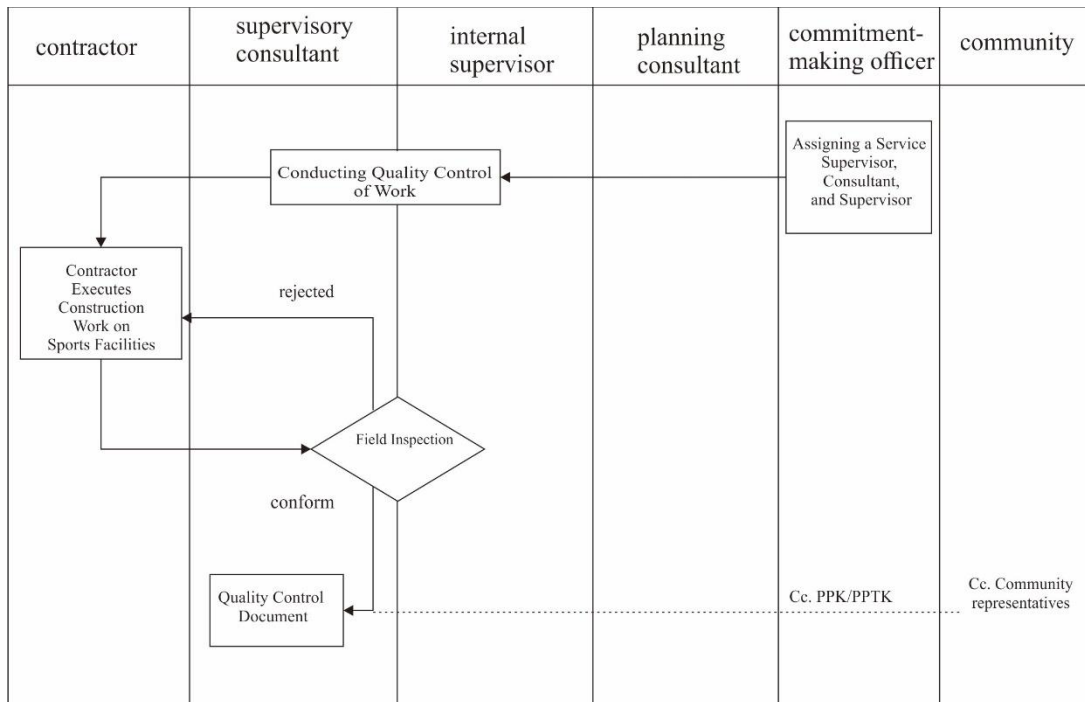 contractor
supervisory
consultant
internal
supervisor
planning
consultant
commitment-
making officer
community
Assigning a Service
Supervisor,
Consultant,
and Supervisor
Conducting Quality Control
of Work
Contractor
Executes
Construction
Work on
Sports Facilities
rejected
Field Inspection
conform
Quality Control
Document
Cc. PPK/PPTK
Cc. Community
representatives